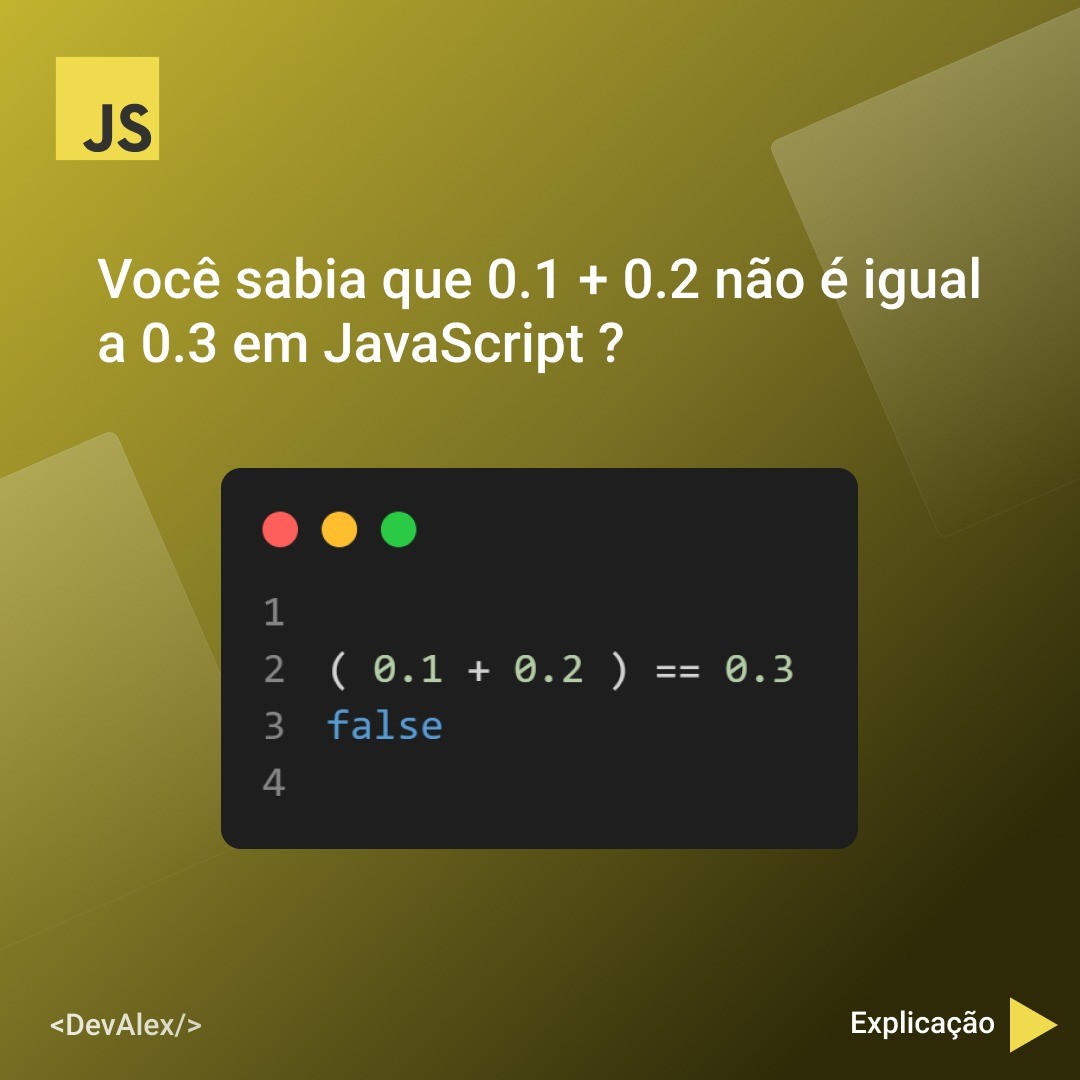 JS
Você sabia que 0.1 + 0.2 não é igual
a 0.3 em JavaScript ?
1
2 ( 0.1 + 0.2 ) == 0.3
3 false
4
<DevAlex/>
Explicação